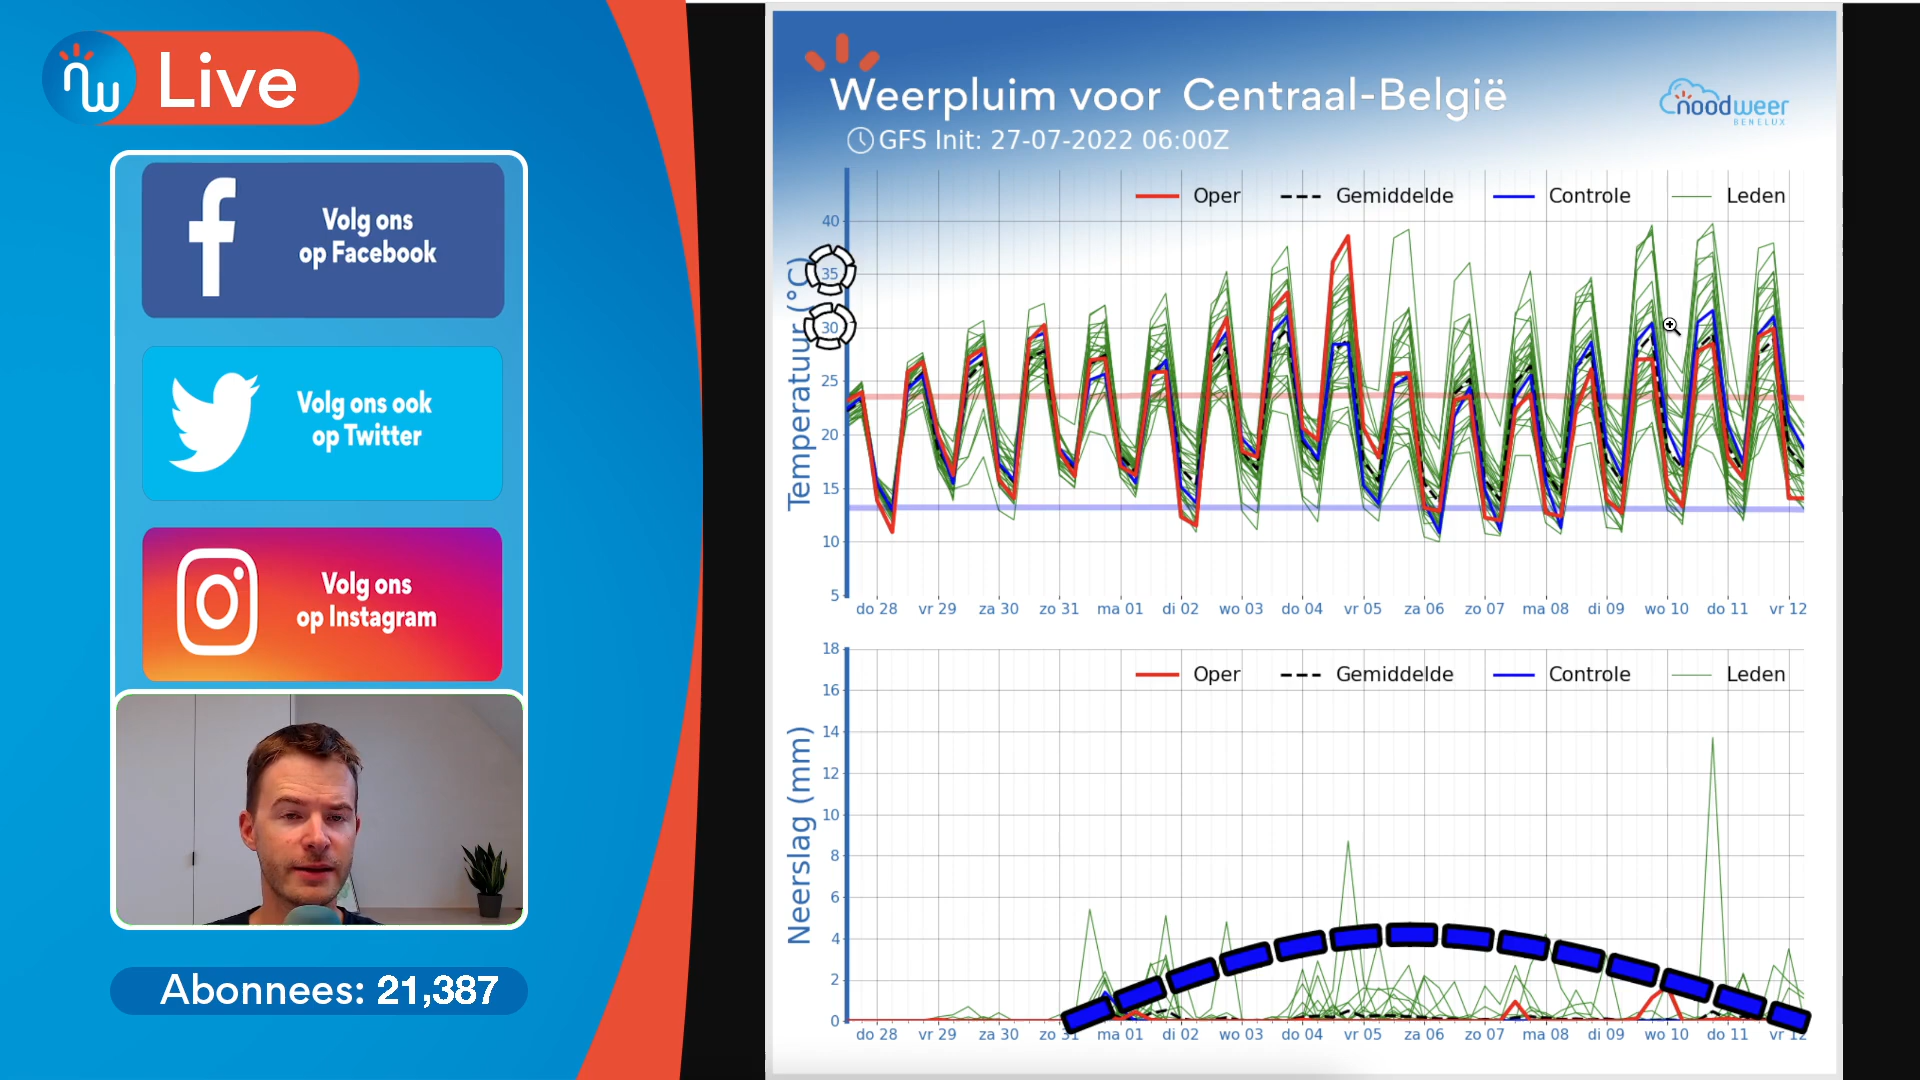 nw Live
Volg ons
op Facebook
Volg ons ook
op Twitter
Volg ons
op Instagram
Abonnees: 21,387
Weerpluim voor Centraal-België
GFS Init: 27-07-2022 06:00Z
noodweer
BENELUX
Oper Gemiddelde Controle Leden
Temperatuur (°C)
40
35
30
25
20
15
10
5
do 28 vr 29 za 30 zo 31 ma 01 di 02 wo 03 do 04 vr 05 za 06 zo 07 ma 08 di 09 wo 10 do 11 vr 12
Oper Gemiddelde Controle Leden
Neerslag (mm)
18
16
14
12
10
8
6
4
2
0
do 28 vr 29 za 30 zo 31 ma 01 di 02 wo 03 do 04 vr 05 za 06 zo 07 ma 08 di 09 wo 10 do 11 vr 12